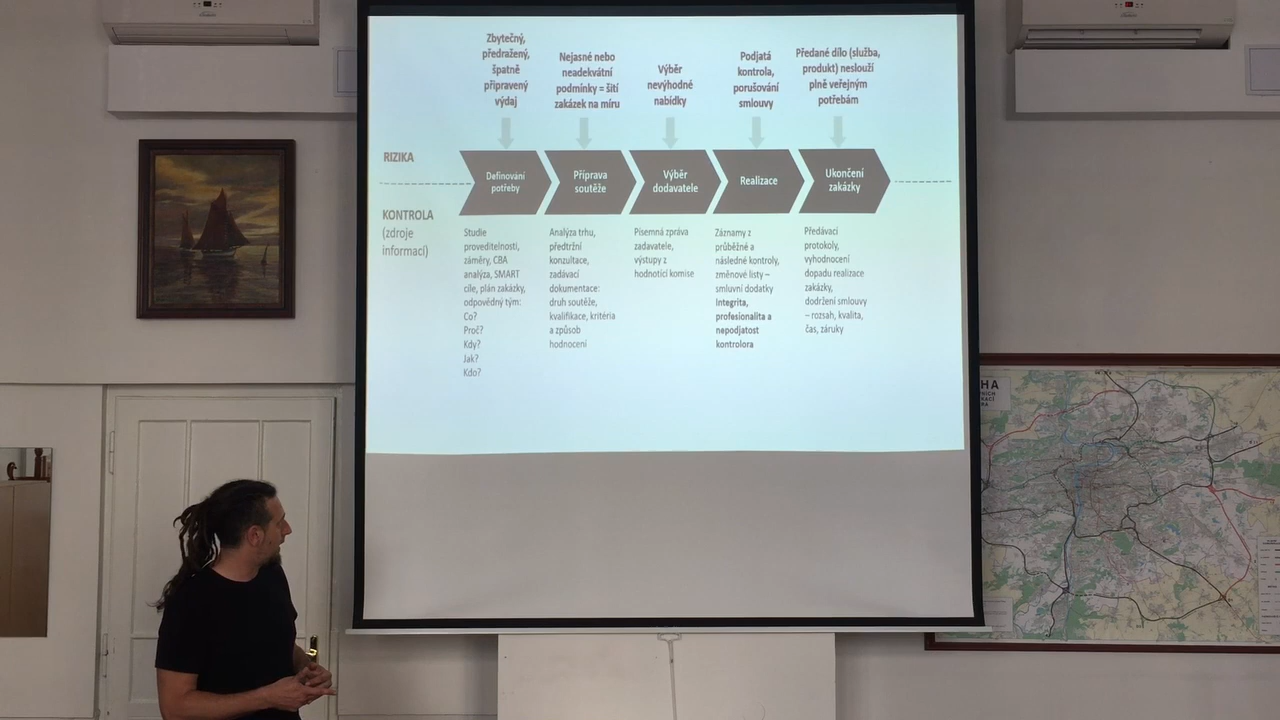 Zbytečný,
předražený,
špatně
připravený
výdaj
Nejasné nebo
neadekvátní
podmínky = šití
zakázek na míru
Výběr
nevýhodné
nabídky
Podjatá
kontrola,
porušování
smlouvy
Předané dílo (služba,
produkt) neslouží
plně veřejným
potřebám
RIZIKA
Definování
potřeby
Příprava
soutěže
Výběr
dodavatele
Realizace
Ukončení
zakázky
KONTROLA
(zdroje
informací)
Studie
proveditelnosti,
záměry, CBA
analýza, SMART
cíle, plán zakázky,
odpovědný tým:
Co?
Proč?
Kdy?
Jak?
Kdo?
Analýza trhu,
předtržní
konzultace,
zadávací
dokumentace:
druh soutěže,
kvalifikace, kritéria
a způsob
hodnocení
Písemná zpráva
zadavatele,
výstupy z
hodnotící komise
Záznamy z
průběžné a
následné kontroly,
změnové listy –
smluvní dodatky
Integrita,
profesionalita a
nepodjatost
kontrolora
Předávací
protokoly,
vyhodnocení
dopadu realizace
zakázky,
dodržení smlouvy
– rozsah, kvalita,
čas, záruky
HA